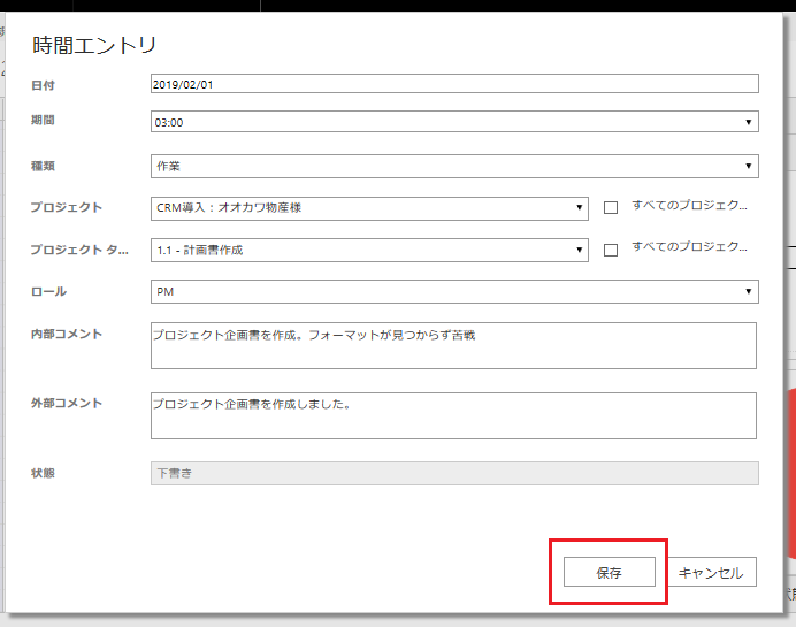 時間エントリ
日付 2019/02/01
期間 03:00
種類 作業
プロジェクト CRM導入：オオカワ物産様 すべてのプロジェク...
プロジェクト タ... 1.1 - 計画書作成 すべてのプロジェク...
ロール PM
内部コメント プロジェクト企画書を作成。フォーマットが見つからず苦戦
外部コメント プロジェクト企画書を作成しました。
状態 下書き
保存 キャンセル